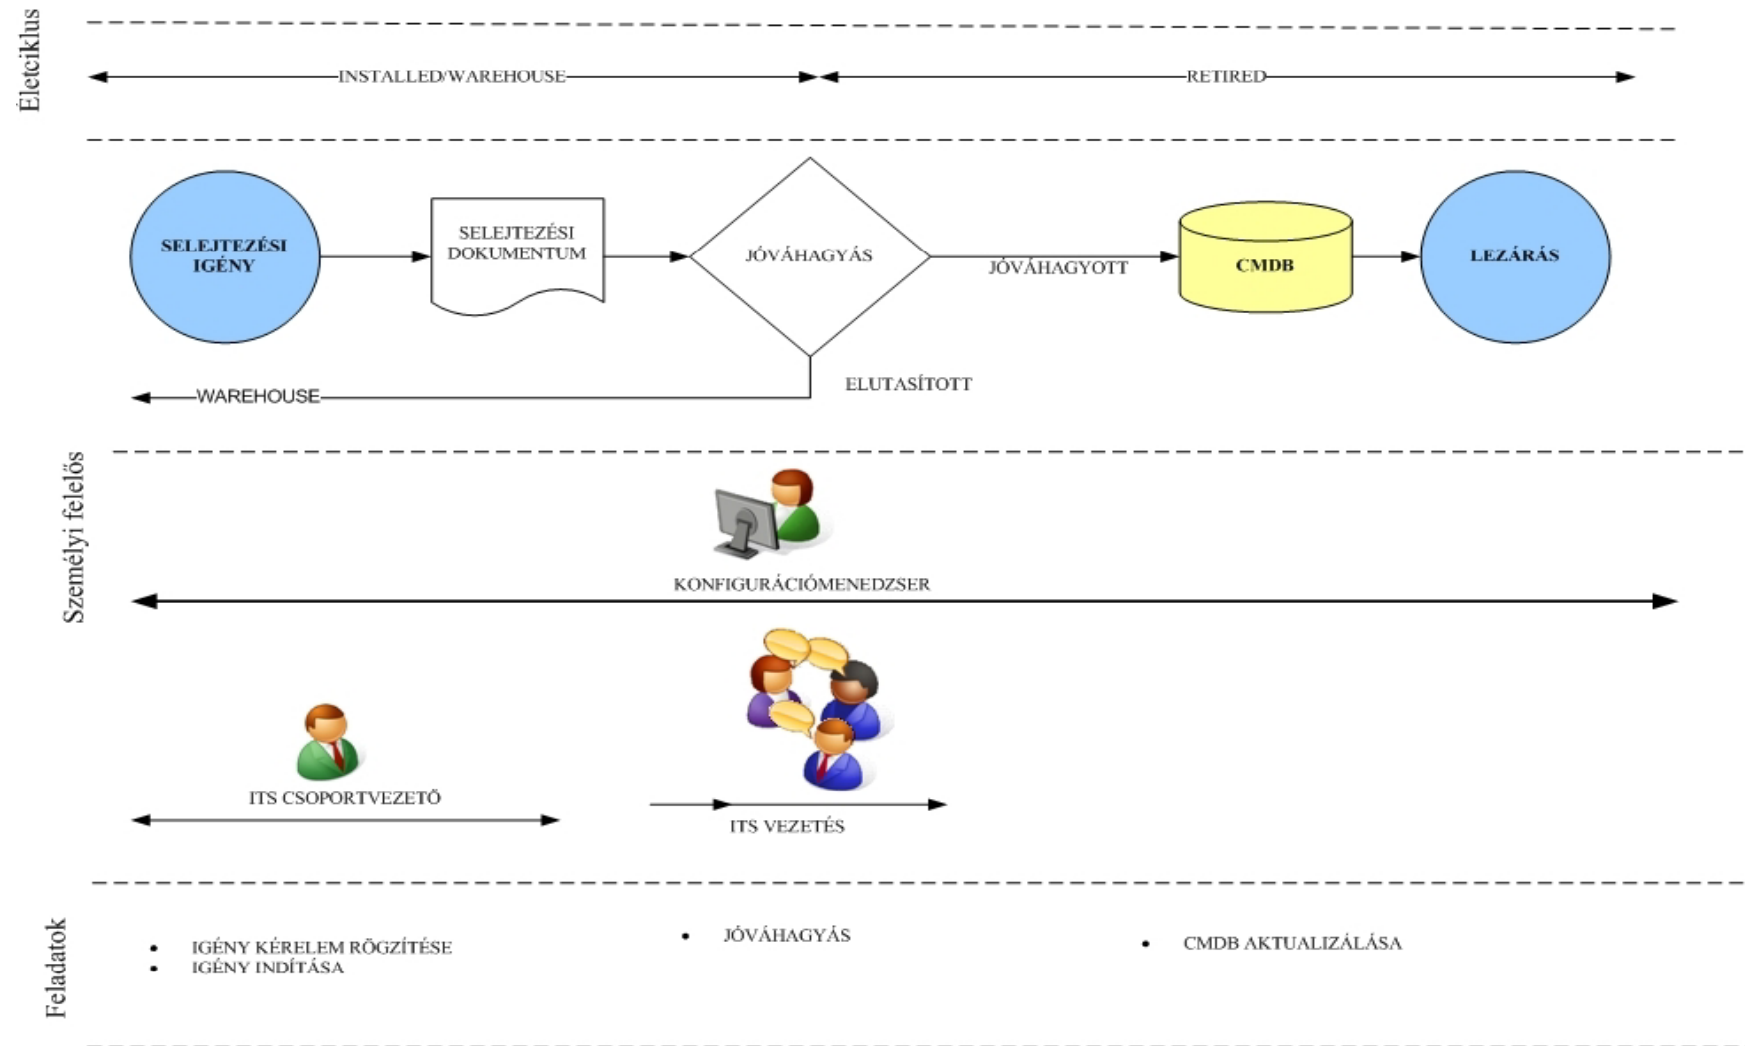 Életciklus
INSTALLED/WAREHOUSE
RETIRED
SELEJTEZÉSI
IGÉNY
SELEJTEZÉSI
DOKUMENTUM
JÓVÁHAGYÁS
JÓVÁHAGYOTT
CMDB
LEZÁRÁS
ELUTASÍTOTT
WAREHOUSE
Személyi felelős
KONFIGURÁCIÓMENEDZSER
ITS CSOPORTVEZETŐ
ITS VEZETÉS
Feladatok
• IGÉNY KÉRELEM RÖGZÍTÉSE
• IGÉNY INDÍTÁSA
• JÓVÁHAGYÁS
• CMDB AKTUALIZÁLÁSA